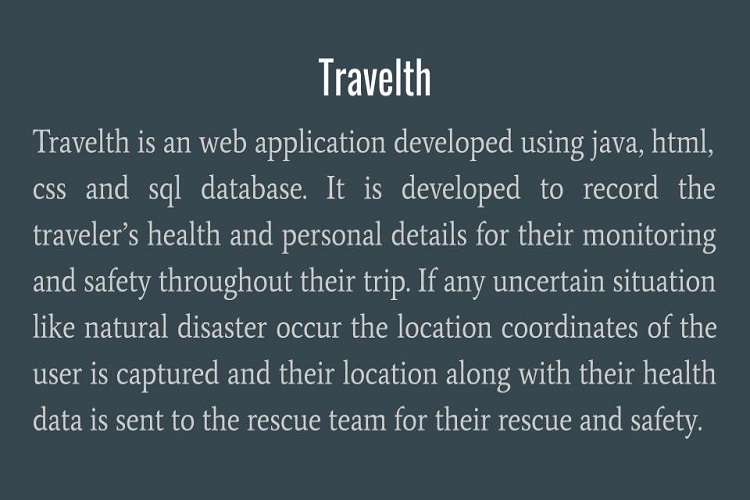 Travelth
Travelth is an web application developed using java, html,
css and sql database. It is developed to record the
traveler’s health and personal details for their monitoring
and safety throughout their trip. If any uncertain situation
like natural disaster occur the location coordinates of the
user is captured and their location along with their health
data is sent to the rescue team for their rescue and safety.